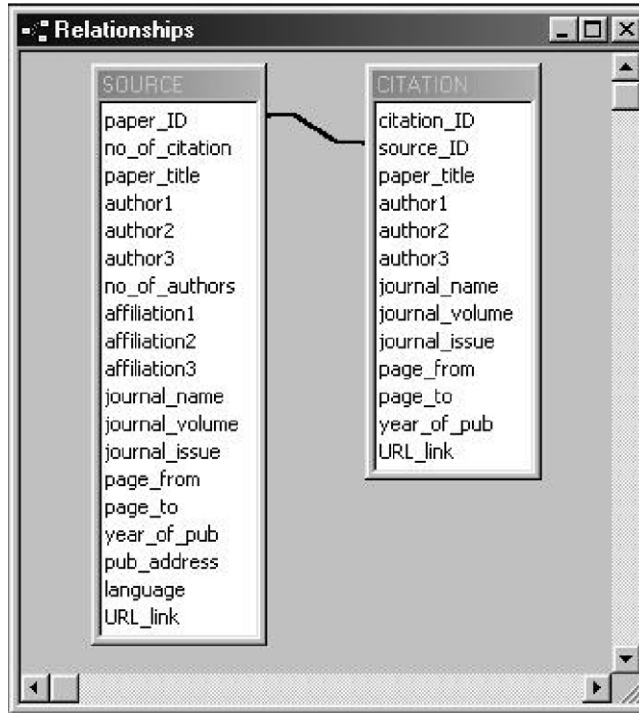 Relationships
SOURCE
paper_ID
no_of_citation
paper_title
author1
author2
author3
no_of_authors
affiliation1
affiliation2
affiliation3
journal_name
journal_volume
journal_issue
page_from
page_to
year_of_pub
pub_address
language
URL_link
CITATION
citation_ID
source_ID
paper_title
author1
author2
author3
journal_name
journal_volume
journal_issue
page_from
page_to
year_of_pub
URL_link